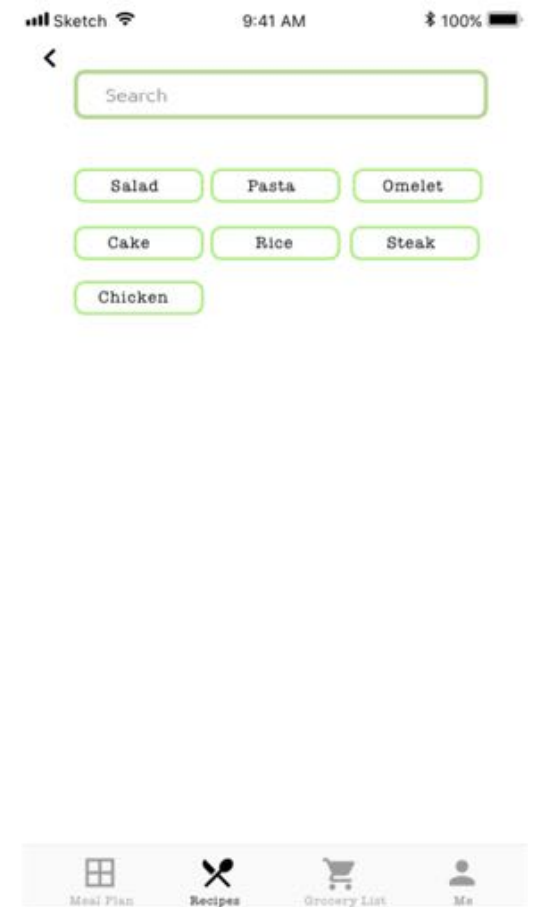 Sketch 9:41 AM 100%
Search
Salad Pasta Omelet
Cake Rice Steak
Chicken
Meal Plan Recipes Grocery List Me